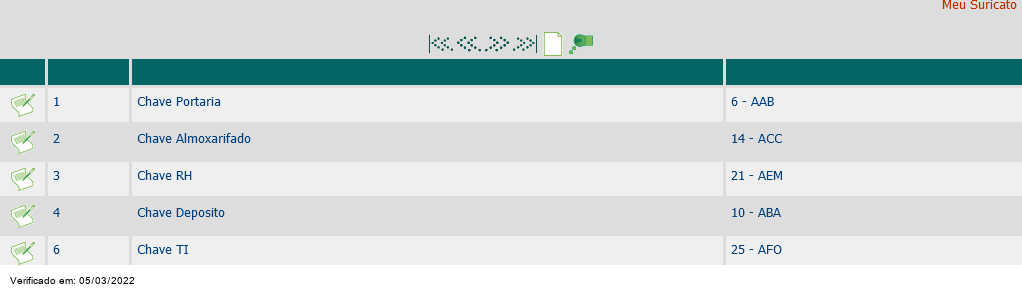 Meu Suricato
1 Chave Portaria 6 - AAB
2 Chave Almoxarifado 14 - ACC
3 Chave RH 21 - AEM
4 Chave Deposito 10 - ABA
6 Chave TI 25 - AFO
Verificado em: 05/03/2022